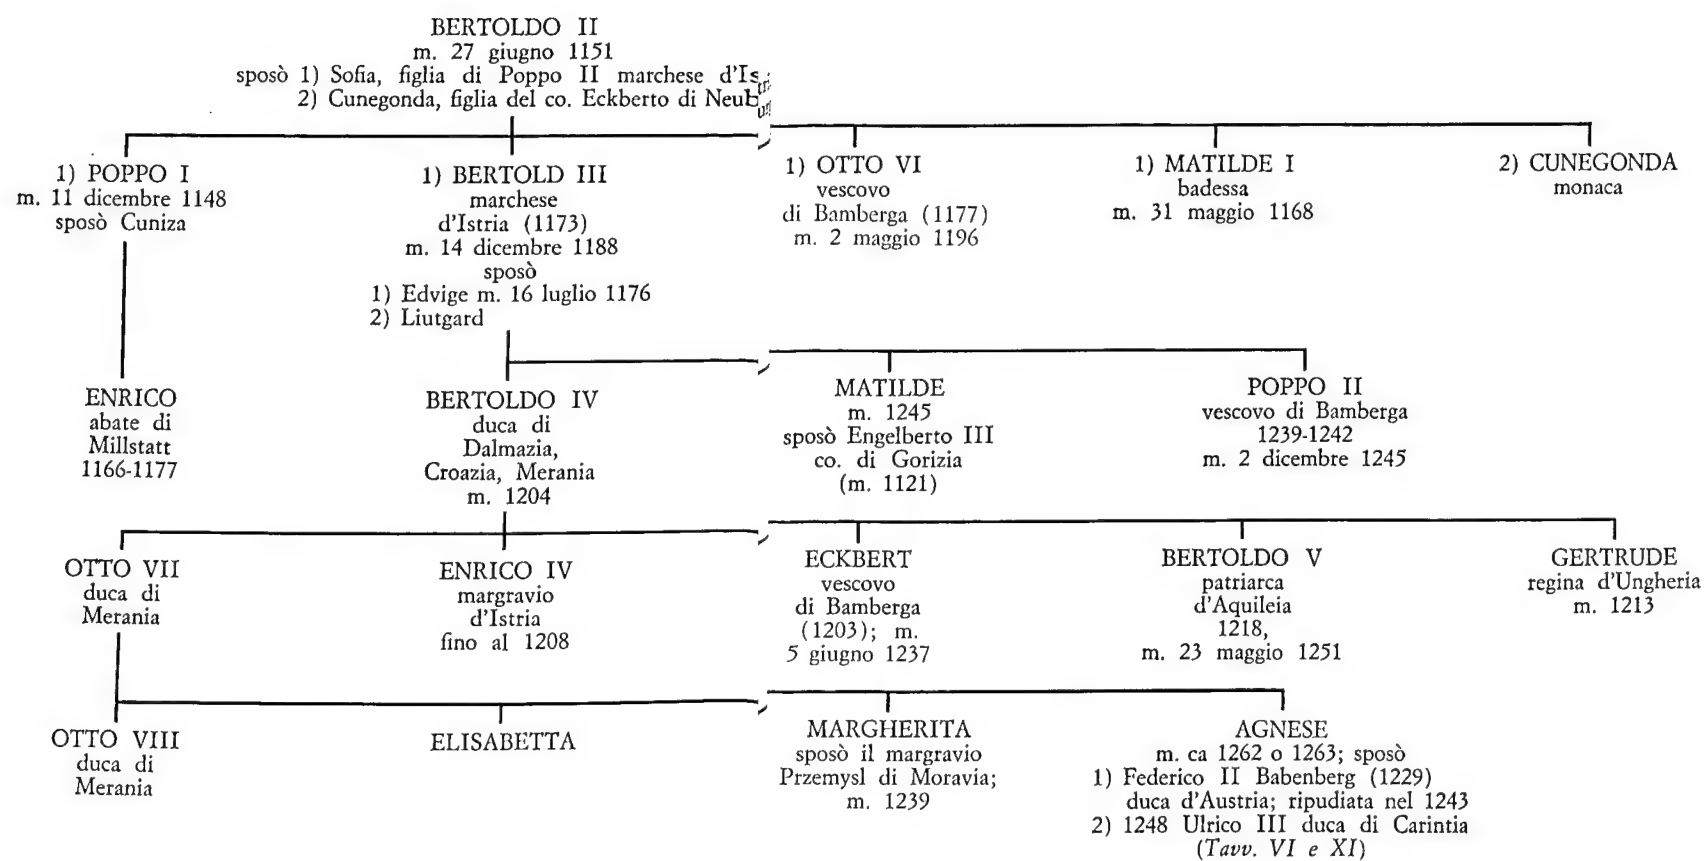 BERTOLDO II
m. 27 giugno 1151
sposò 1) Sofia, figlia di Poppo II marchese d'Is
2) Cunegonda, figlia del co. Eckberto di Neub
1) POPPO I
m. 11 dicembre 1148
sposò Cuniza
1) BERTOLD III
marchese
d'Istria (1173)
m. 14 dicembre 1188
sposò
1) Edvige m. 16 luglio 1176
2) Liutgard
1) OTTO VI
vescovo
di Bamberga (1177)
m. 2 maggio 1196
1) MATILDE I
badessa
m. 31 maggio 1168
2) CUNEGONDA
monaca
ENRICO
abate di
Millstatt
1166-1177
BERTOLDO IV
duca di
Dalmazia,
Croazia, Merania
m. 1204
MATILDE
m. 1245
sposò Engelberto III
co. di Gorizia
(m. 1121)
POPPO II
vescovo di Bamberga
1239-1242
m. 2 dicembre 1245
OTTO VII
duca di
Merania
ENRICO IV
margravio
d'Istria
fino al 1208
ECKBERT
vescovo
di Bamberga
(1203); m.
5 giugno 1237
BERTOLDO V
patriarca
d'Aquileia
1218,
m. 23 maggio 1251
GERTRUDE
regina d'Ungheria
m. 1213
OTTO VIII
duca di
Merania
ELISABETTA
MARGHERITA
sposò il margravio
Przemysl di Moravia;
m. 1239
AGNESE
m. ca 1262 o 1263; sposò
1) Federico II Babenberg (1229)
duca d'Austria; ripudiata nel 1243
2) 1248 Ulrico III duca di Carintia
(Tavv. VI e XI)